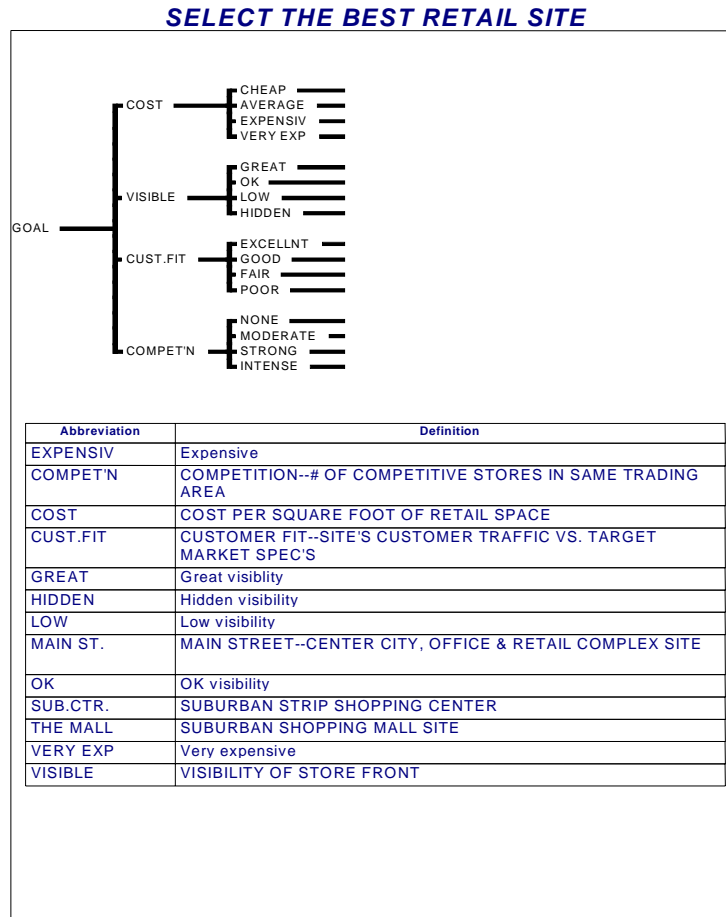 SELECT THE BEST RETAIL SITE
GOAL
COST
CHEAP
AVERAGE
EXPENSIV
VERY EXP
VISIBLE
GREAT
OK
LOW
HIDDEN
CUST.FIT
EXCELLNT
GOOD
FAIR
POOR
COMPET'N
NONE
MODERATE
STRONG
INTENSE
Abbreviation Definition
EXPENSIV Expensive
COMPET'N COMPETITION--# OF COMPETITIVE STORES IN SAME TRADING
AREA
COST COST PER SQUARE FOOT OF RETAIL SPACE
CUST.FIT CUSTOMER FIT--SITE'S CUSTOMER TRAFFIC VS. TARGET
MARKET SPEC'S
GREAT Great visiblity
HIDDEN Hidden visibility
LOW Low visibility
MAIN ST. MAIN STREET--CENTER CITY, OFFICE & RETAIL COMPLEX SITE
OK OK visibility
SUB.CTR. SUBURBAN STRIP SHOPPING CENTER
THE MALL SUBURBAN SHOPPING MALL SITE
VERY EXP Very expensive
VISIBLE VISIBILITY OF STORE FRONT